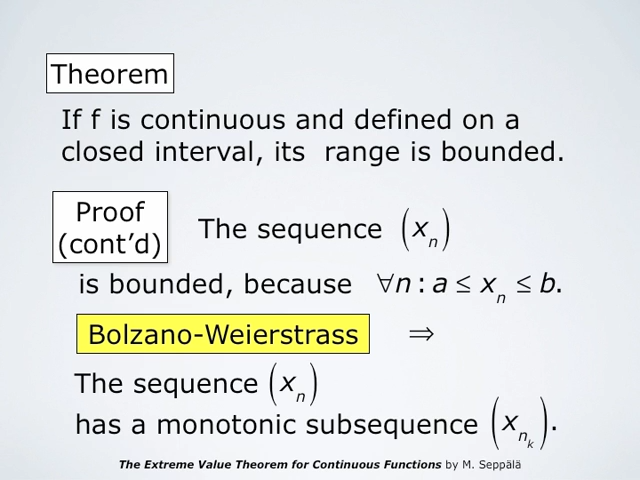 Theorem
If f is continuous and defined on a
closed interval, its range is bounded.
Proof
(cont’d)
The sequence (xₙ)
is bounded, because ∀n : a ≤ xₙ ≤ b.
Bolzano-Weierstrass ⇒
The sequence (xₙ)
has a monotonic subsequence (x_{n_k}).
The Extreme Value Theorem for Continuous Functions by M. Seppälä